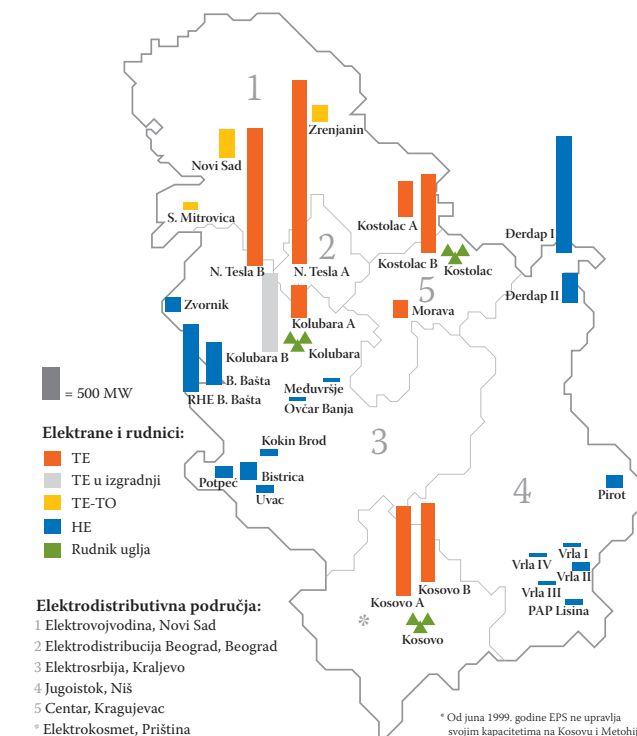 1
Zrenjanin
Novi Sad
S. Mitrovica
Kostolac A
Đerdap I
2
N. Tesla B
N. Tesla A
Kostolac B
Kostolac
5
Đerdap II
Zvornik
Morava
Kolubara A
Kolubara B
Kolubara
B. Bašta
RHE B. Bašta
= 500 MW
Međuvršje
Ovčar Banja
Elektrane i rudnici:
TE
TE u izgradnji
TE-TO
HE
Rudnik uglja
Kokin Brod
3
Potpeć
Bistrica
Uvac
4
Pirot
Vrla I
Vrla IV
Vrla II
Vrla III
PAP Lisina
Kosovo B
Kosovo A
*
Kosovo
Elektrodistributivna područja:
1 Elektrovojvodina, Novi Sad
2 Elektrodistribucija Beograd, Beograd
3 Elektrosrbija, Kraljevo
4 Jugoistok, Niš
5 Centar, Kragujevac
* Elektrokosmet, Priština
* Od juna 1999. godine EPS ne upravlja
svojim kapacitetima na Kosovu i Metohiji